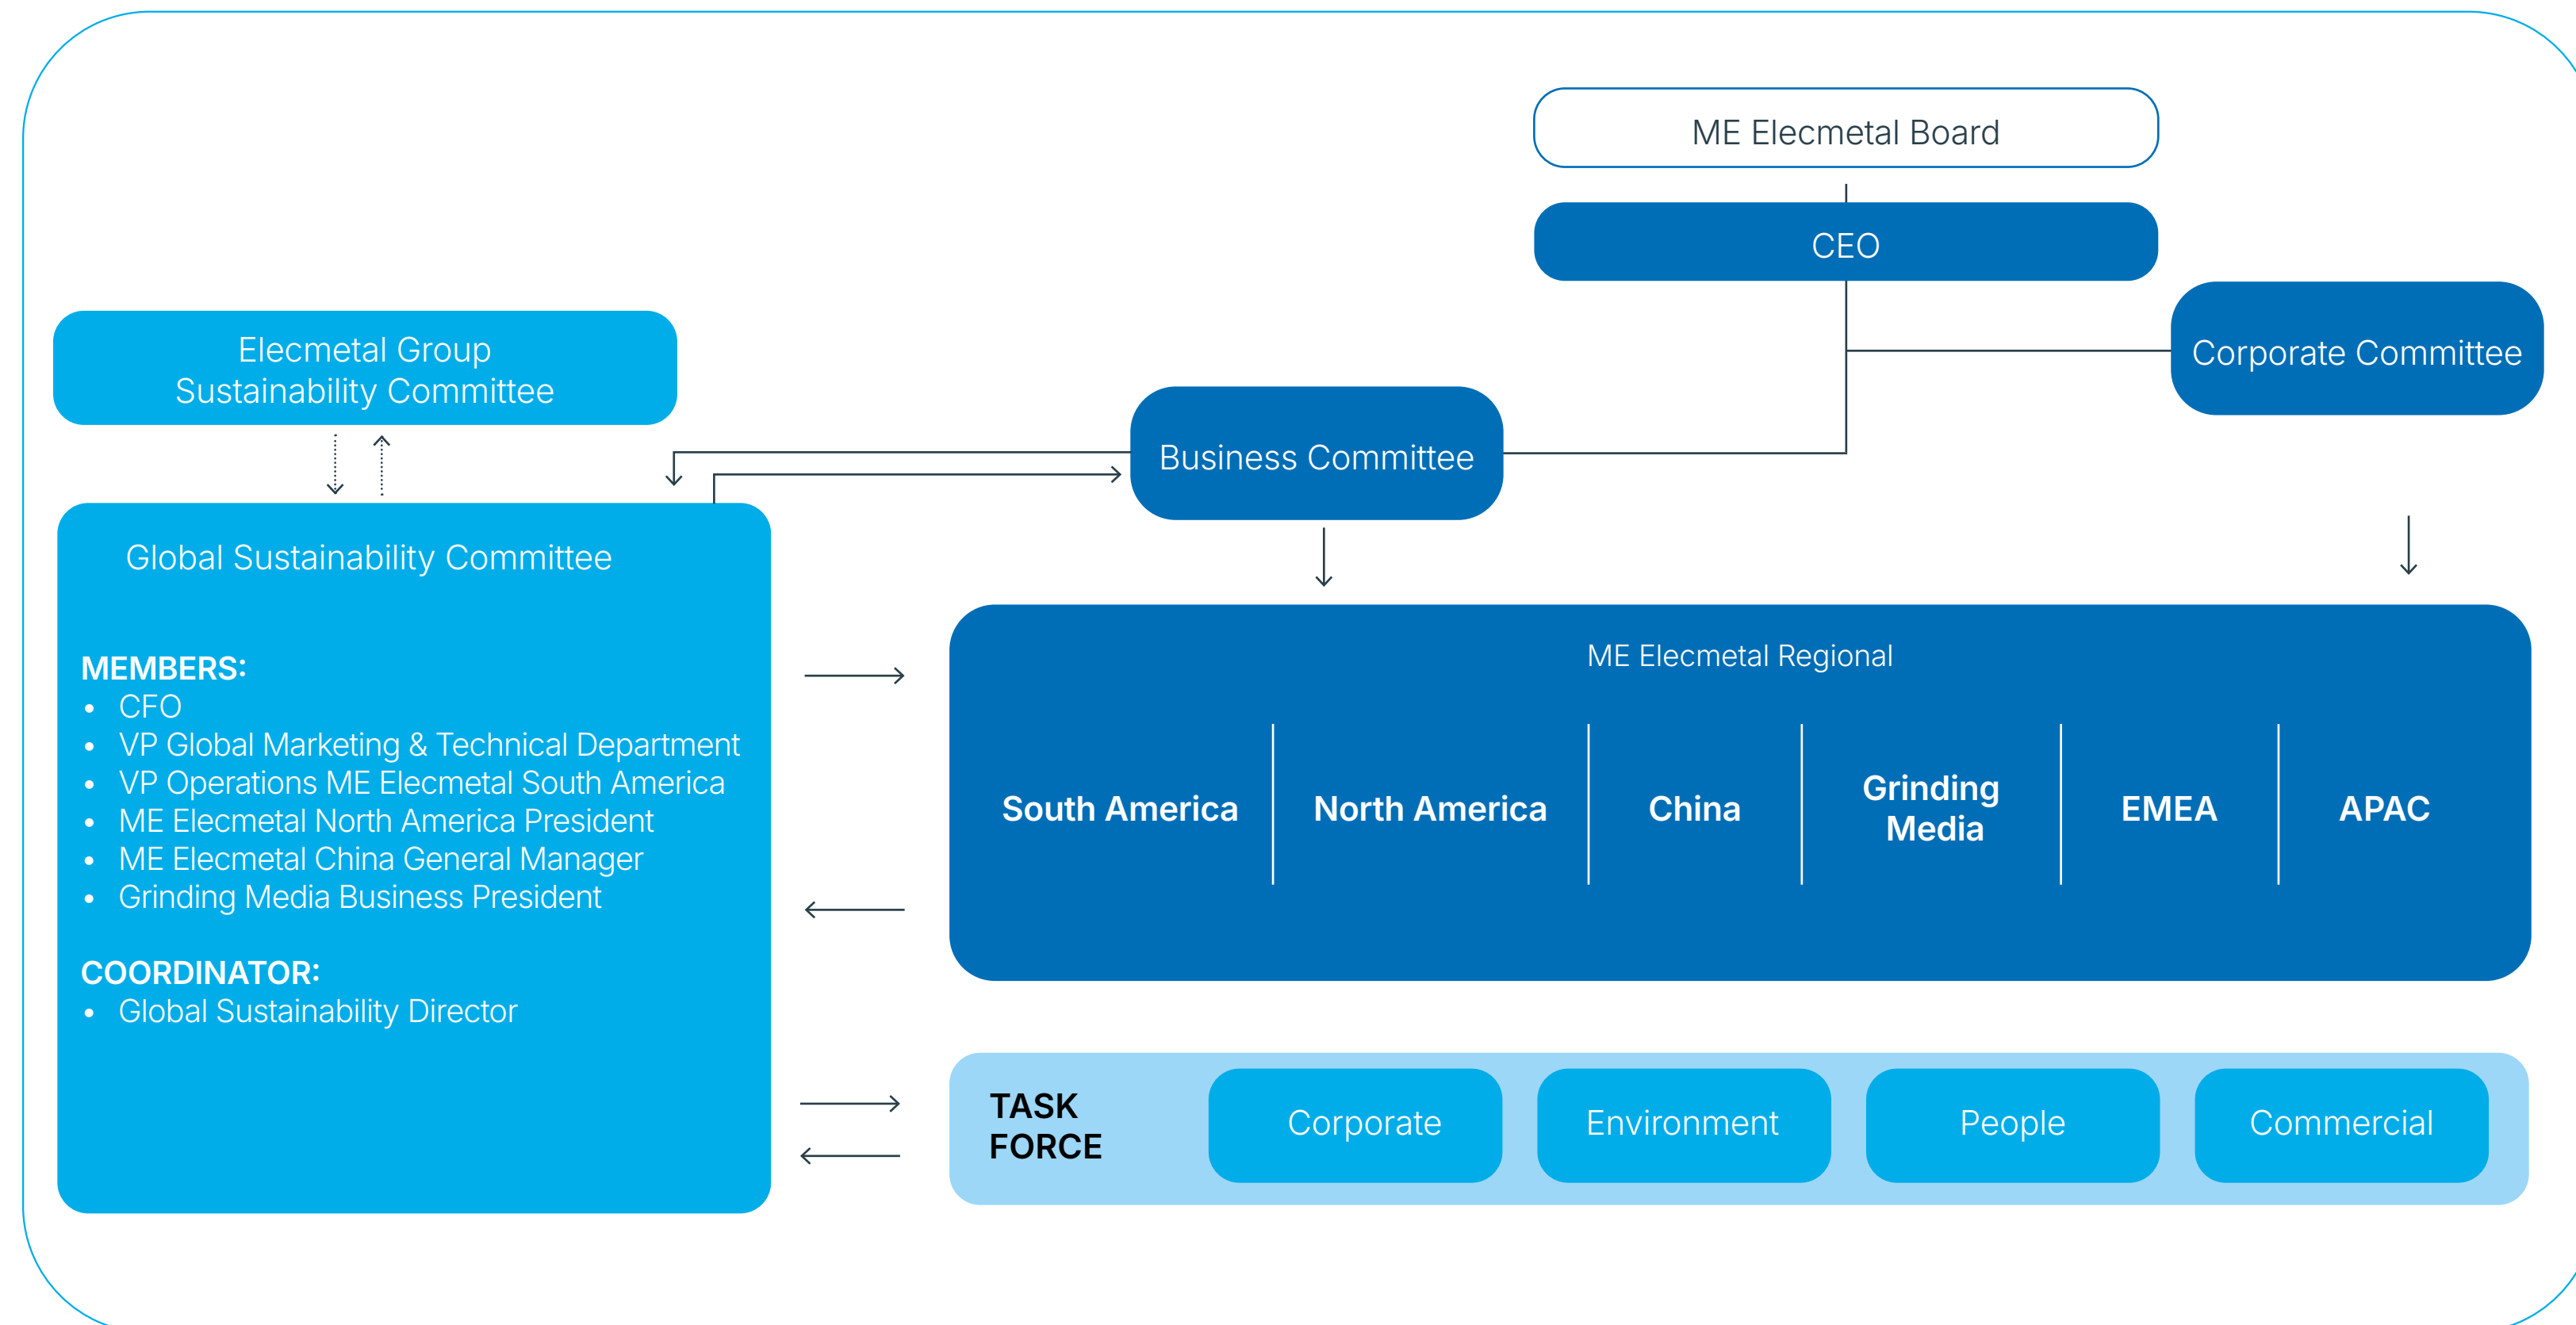 ME Elecmetal Board
CEO
Corporate Committee
Elecmetal Group
Sustainability Committee
Business Committee
Global Sustainability Committee
MEMBERS:
• CFO
• VP Global Marketing & Technical Department
• VP Operations ME Elecmetal South America
• ME Elecmetal North America President
• ME Elecmetal China General Manager
• Grinding Media Business President
COORDINATOR:
• Global Sustainability Director
ME Elecmetal Regional
South America
North America
China
Grinding
Media
EMEA
APAC
TASK
FORCE
Corporate
Environment
People
Commercial